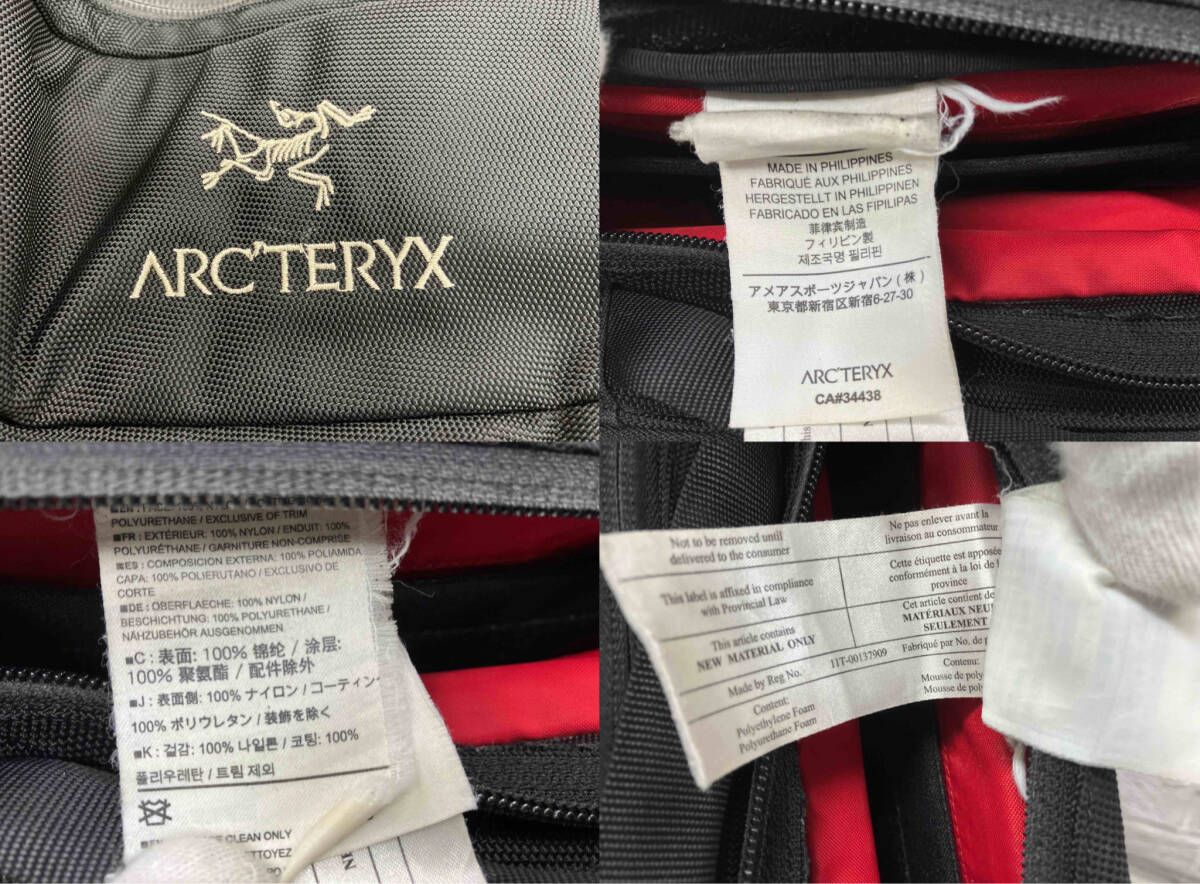 ARC'TERYX
MADE IN PHILIPPINES
FABRIQUÉ AUX PHILIPPINES
HERGESTELLT IN PHILIPPINEN
FABRICADO EN LAS FIPILIPAS
菲律宾制造
フィリピン製
제조국명 필리핀
アメアスポーツジャパン(株)
東京都新宿区新宿6-27-30
ARC'TERYX
CA#34438
POLYURETHANE / EXCLUSIVE OF TRIM
■FR : EXTÉRIEUR: 100% NYLON / ENDUIT: 100%
POLYURÉTHANE / GARNITURE NON-COMPRISE
■ES : COMPOSICION EXTERNA: 100% POLIAMIDA
CAPA: 100% POLIERUTANO / EXCLUSIVO DE
CORTE
■DE : OBERFLAECHE: 100% NYLON /
BESCHICHTUNG: 100% POLYURETHANE /
NÄHZUBEHÖR AUSGENOMMEN
■C : 表面: 100% 锦纶 / 涂层:
100% 聚氨酯 / 配件除外
■J : 表面側: 100% ナイロン / コーティン
100% ポリウレタン / 装飾を除く
■K : 겉감: 100% 나일론 / 코팅: 100%
폴리우레탄 / 트림 제외
CLEAN ONLY
Not to be removed until
delivered to the consumer
Ne pas enlever avant la
livraison au consommateur
This label is affixed in compliance
with Provincial Law
Cette étiquette est apposée
conformément à la loi de l
province
This article contains
NEW MATERIAL ONLY
Cet article contient de
MATÉRIAUX NEU
SEULEMENT
Made by Reg No. 11T-00137909 Fabriqué par No. de
Content:
Polyethylene Foam
Polyurethane Foam
Contenu:
Mousse de poly
Mousse de poly